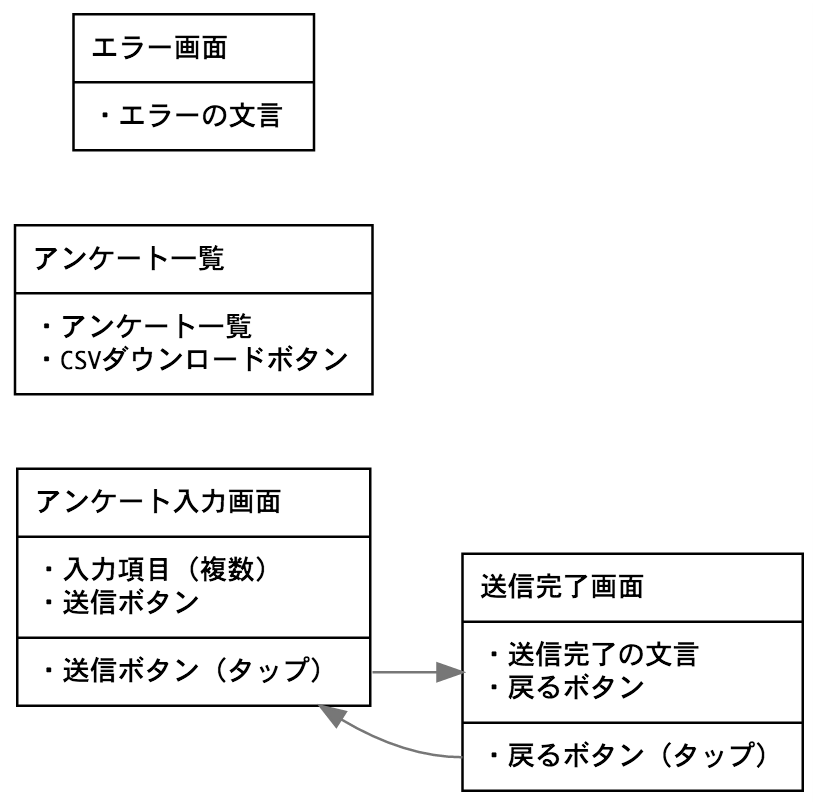 エラー画面
・エラーの文言
アンケート一覧
・アンケート一覧
・CSVダウンロードボタン
アンケート入力画面
・入力項目（複数）
・送信ボタン
・送信ボタン（タップ）
送信完了画面
・送信完了の文言
・戻るボタン
・戻るボタン（タップ）